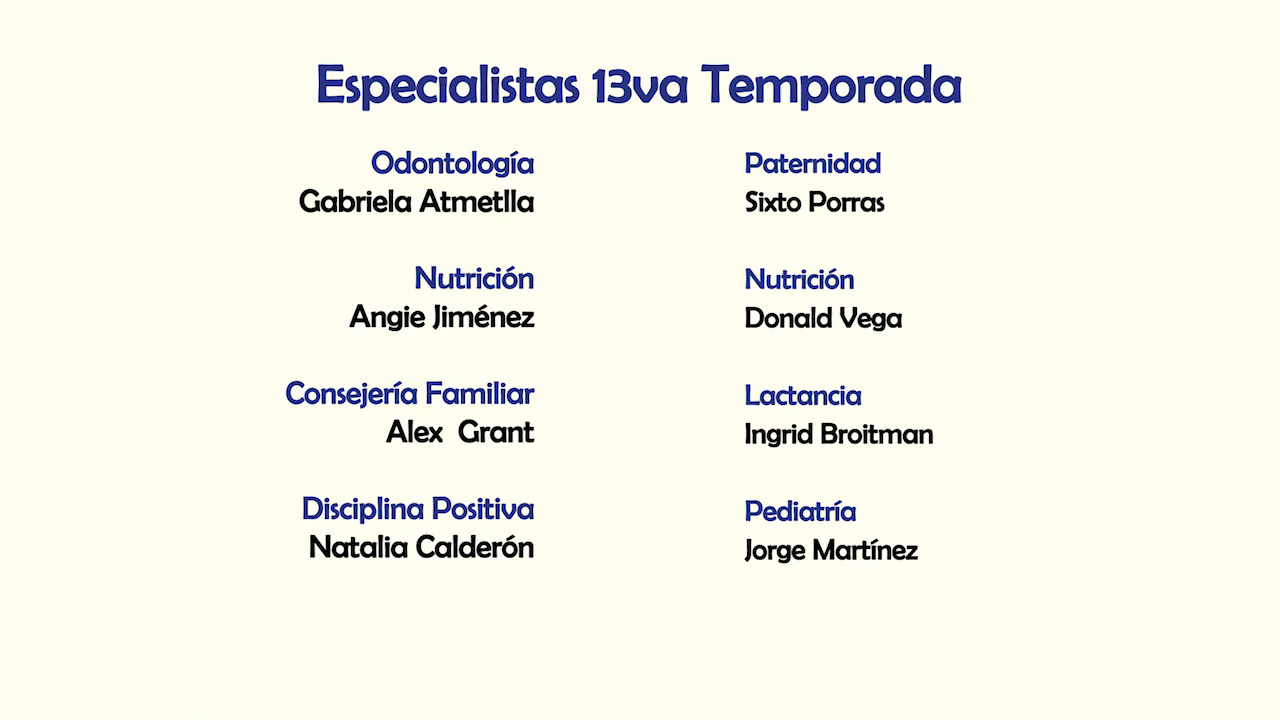 Especialistas 13va Temporada
Odontología
Gabriela Atmetlla
Nutrición
Angie Jiménez
Consejería Familiar
Alex Grant
Disciplina Positiva
Natalia Calderón
Paternidad
Sixto Porras
Nutrición
Donald Vega
Lactancia
Ingrid Broitman
Pediatría
Jorge Martínez